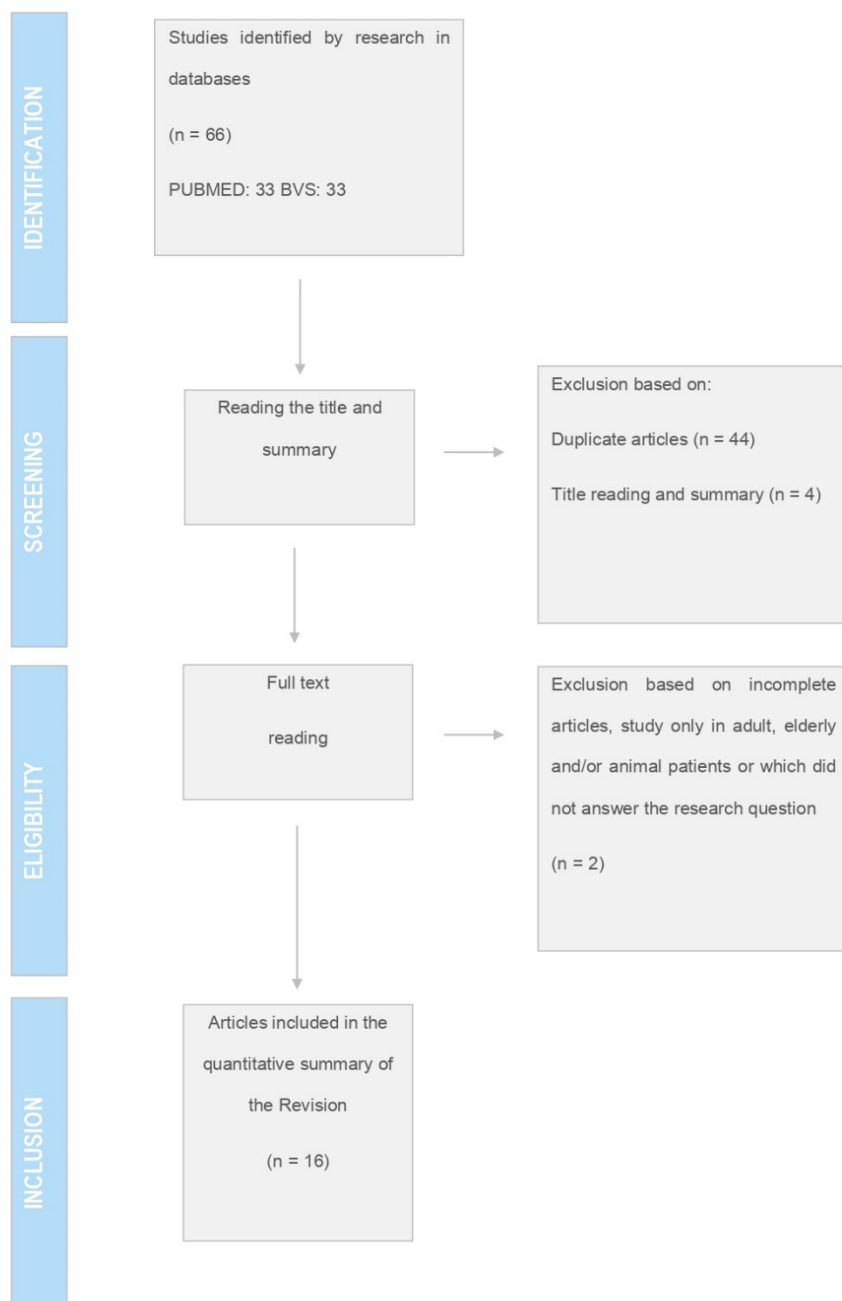 IDENTIFICATION
Studies identified by research in
databases
(n = 66)
PUBMED: 33 BVS: 33
SCREENING
Reading the title and
summary
Exclusion based on:
Duplicate articles (n = 44)
Title reading and summary (n = 4)
ELIGIBILITY
Full text
reading
Exclusion based on incomplete
articles, study only in adult, elderly
and/or animal patients or which did
not answer the research question
(n = 2)
INCLUSION
Articles included in the
quantitative summary of
the Revision
(n = 16)